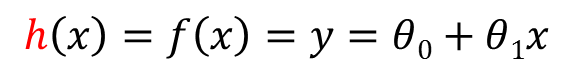 h(x) = f(x) = y = θ₀ + θ₁x